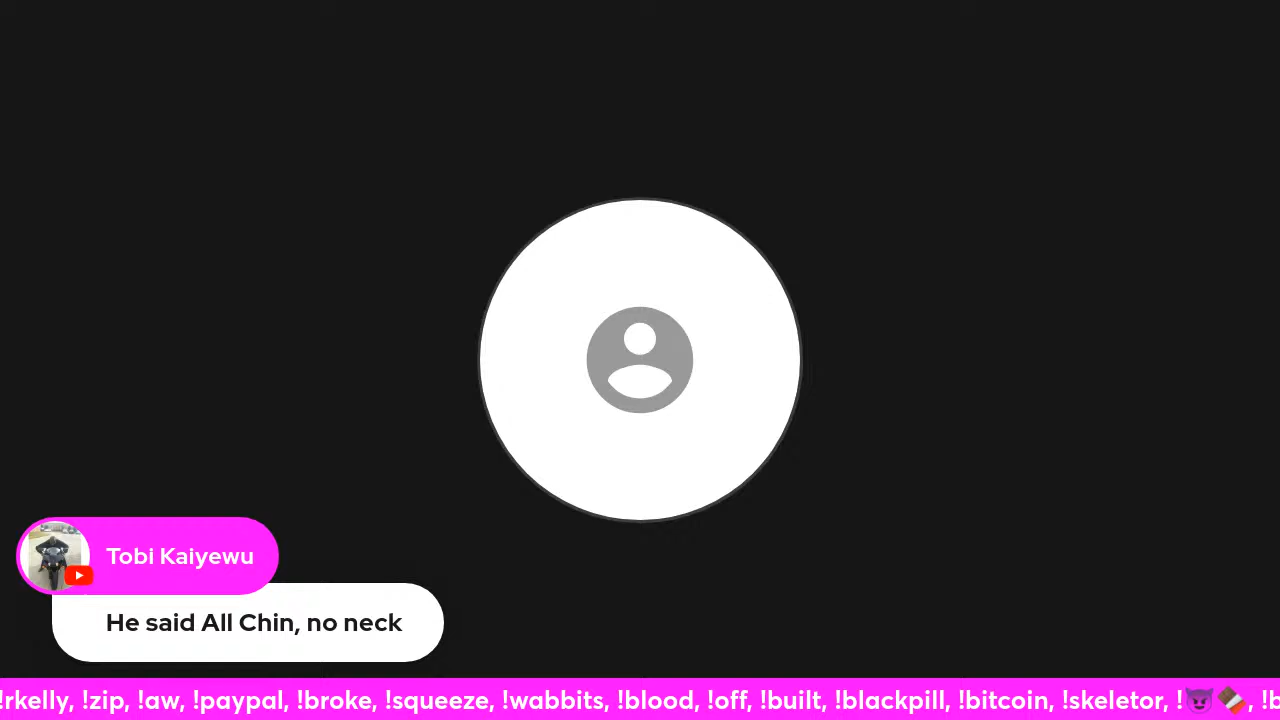 Tobi Kaiyewu
He said All Chin, no neck
!rkelly, !zip, !aw, !paypal, !broke, !squeeze, !wabbits, !blood, !off, !built, !blackpill, !bitcoin, !skeletor, !😈🍫, !b